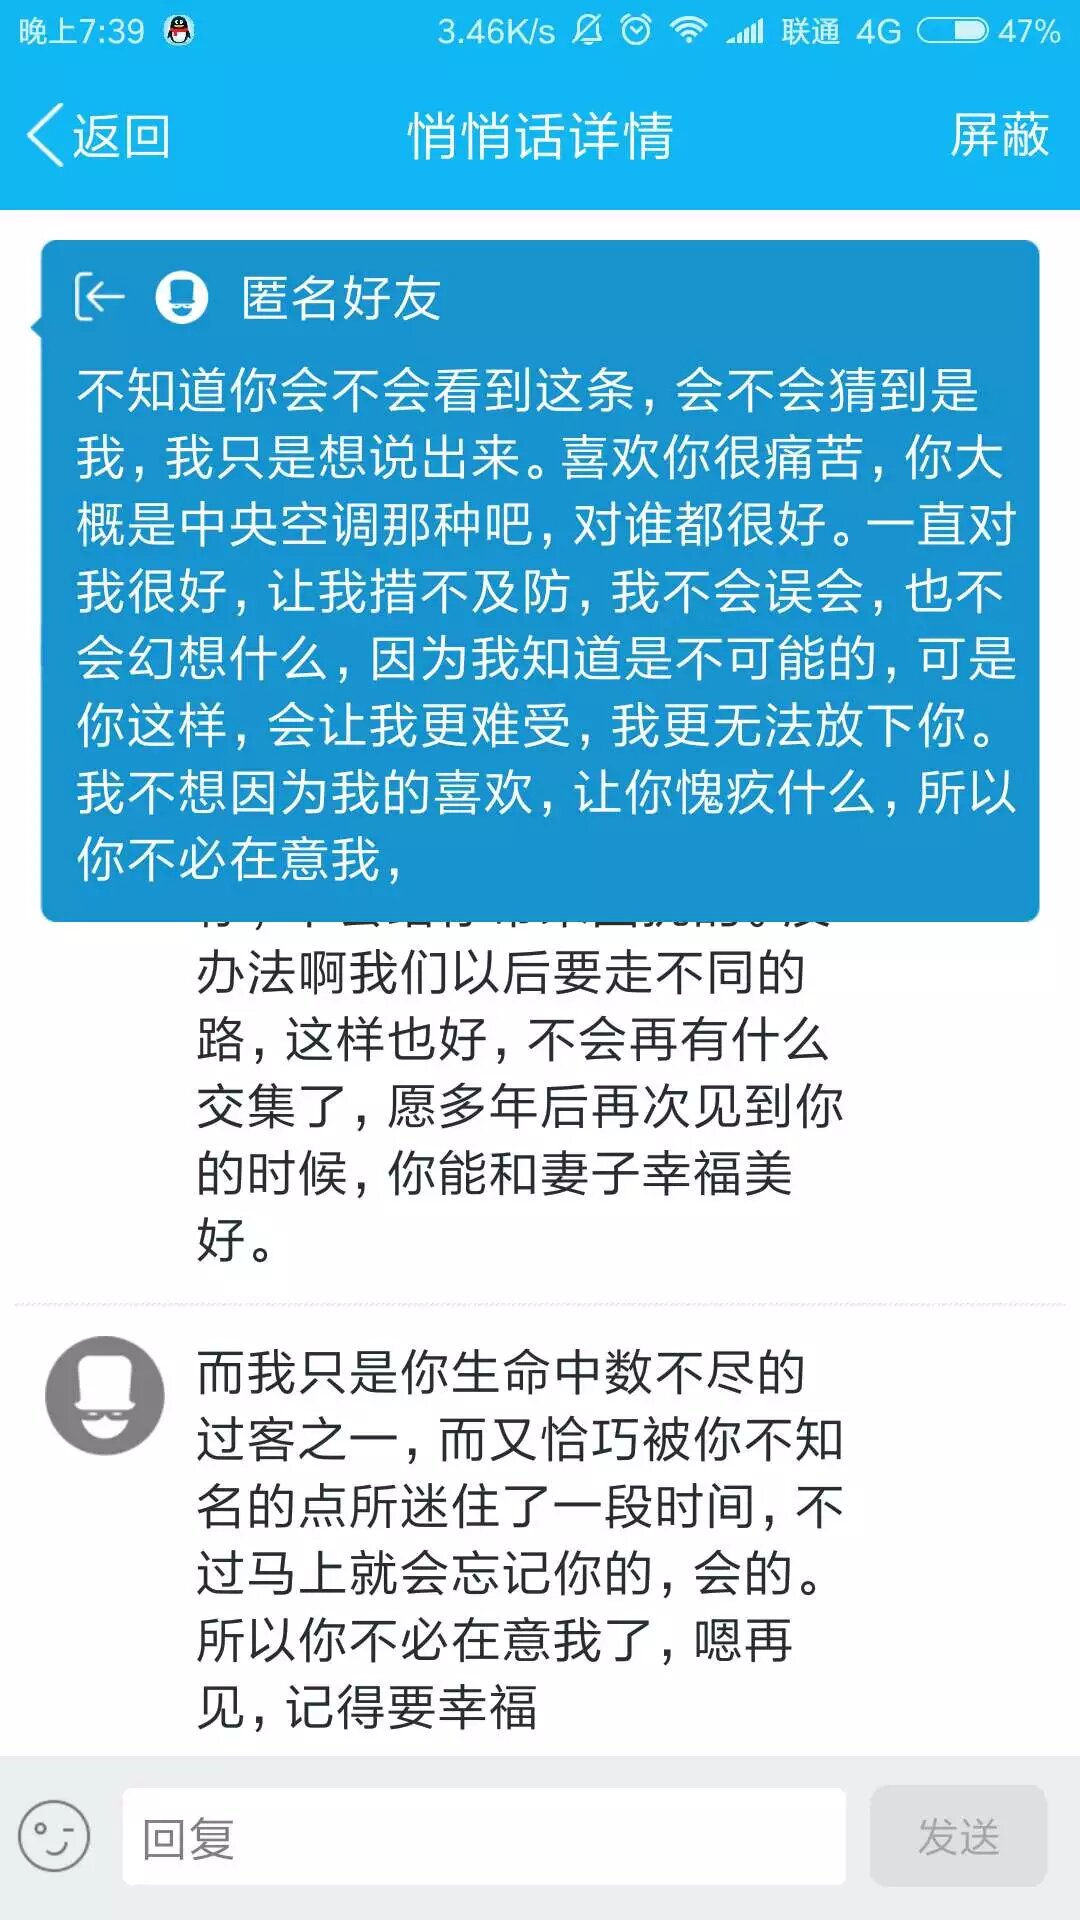 晚上7:39
3.46K/s
联通 4G 47%
返回
悄悄话详情
屏蔽
匿名好友
不知道你会不会看到这条, 会不会猜到是
我, 我只是想说出来。喜欢你很痛苦, 你大
概是中央空调那种吧, 对谁都很好。一直对
我很好, 让我措不及防, 我不会误会, 也不
会幻想什么, 因为我知道是不可能的, 可是
你这样, 会让我更难受, 我更无法放下你。
我不想因为我的喜欢, 让你愧疚什么, 所以
你不必在意我,
办法啊我们以后要走不同的
路, 这样也好, 不会再有什么
交集了, 愿多年后再次见到你
的时候, 你能和妻子幸福美
好。
而我只是你生命中数不尽的
过客之一, 而又恰巧被你不知
名的点所迷住了一段时间, 不
过马上就会忘记你的, 会的。
所以你不必在意我了, 嗯再
见, 记得要幸福
回复
发送